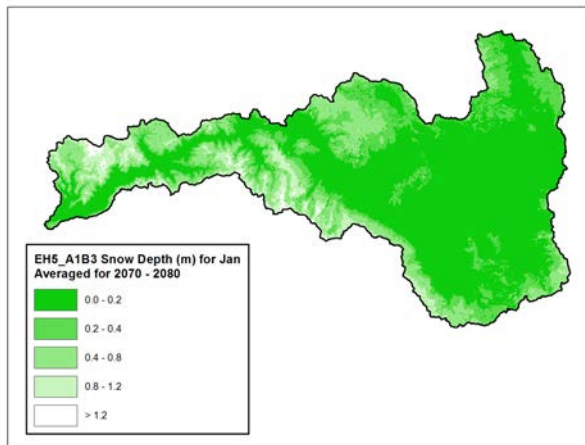 EH5_A1B3 Snow Depth (m) for Jan
Averaged for 2070 - 2080
0.0 - 0.2
0.2 - 0.4
0.4 - 0.8
0.8 - 1.2
> 1.2